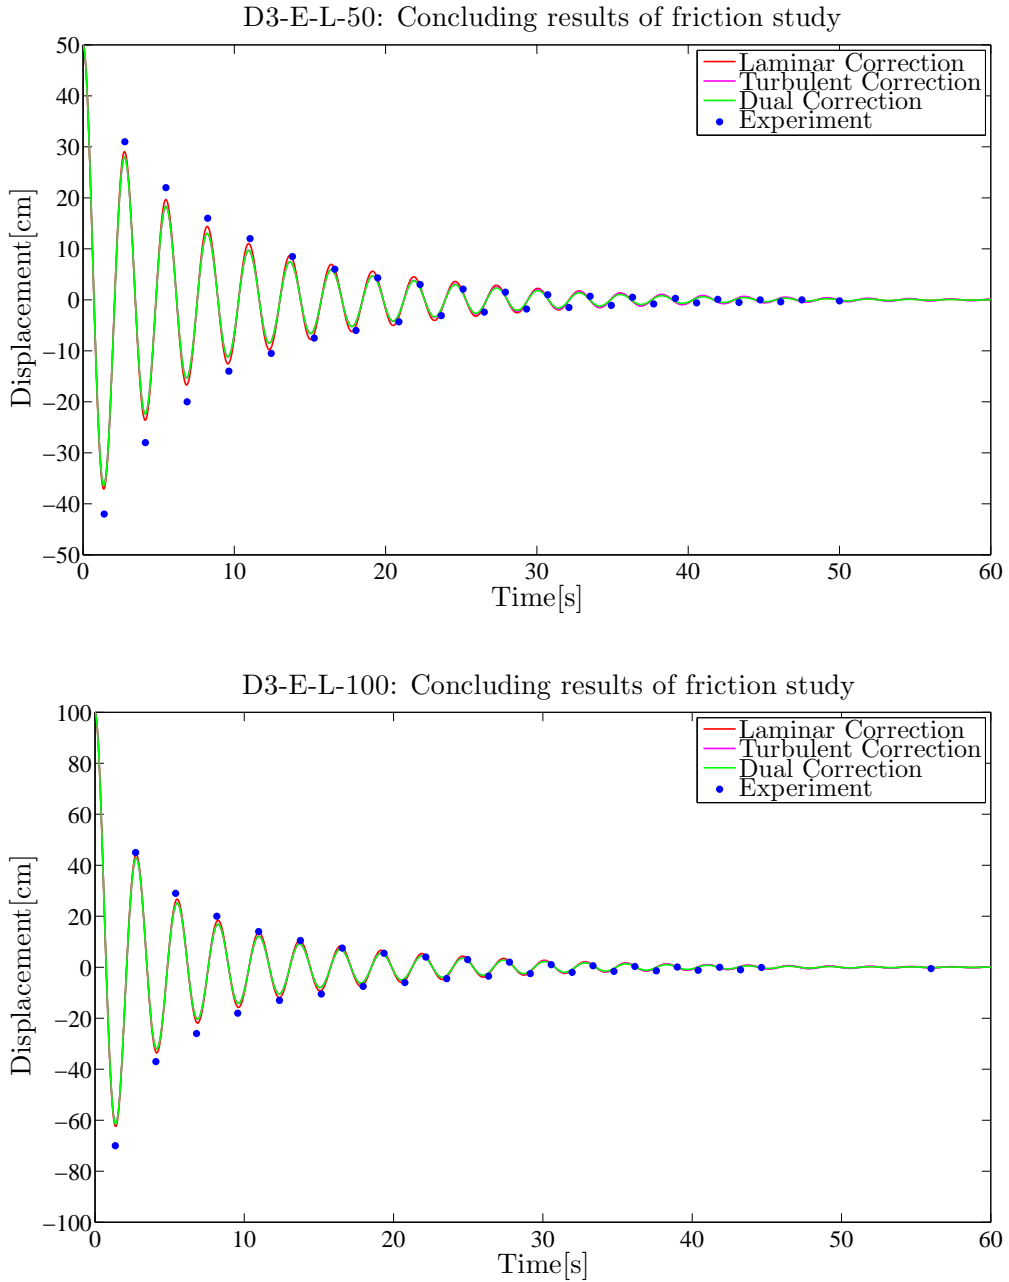 D3-E-L-50: Concluding results of friction study
50
40
30
20
10
0
−10
−20
−30
−40
−50
Displacement[cm]
Laminar Correction
Turbulent Correction
Dual Correction
Experiment
0 10 20 30 40 50 60
Time[s]
D3-E-L-100: Concluding results of friction study
100
80
60
40
20
0
−20
−40
−60
−80
−100
Displacement[cm]
Laminar Correction
Turbulent Correction
Dual Correction
Experiment
0 10 20 30 40 50 60
Time[s]